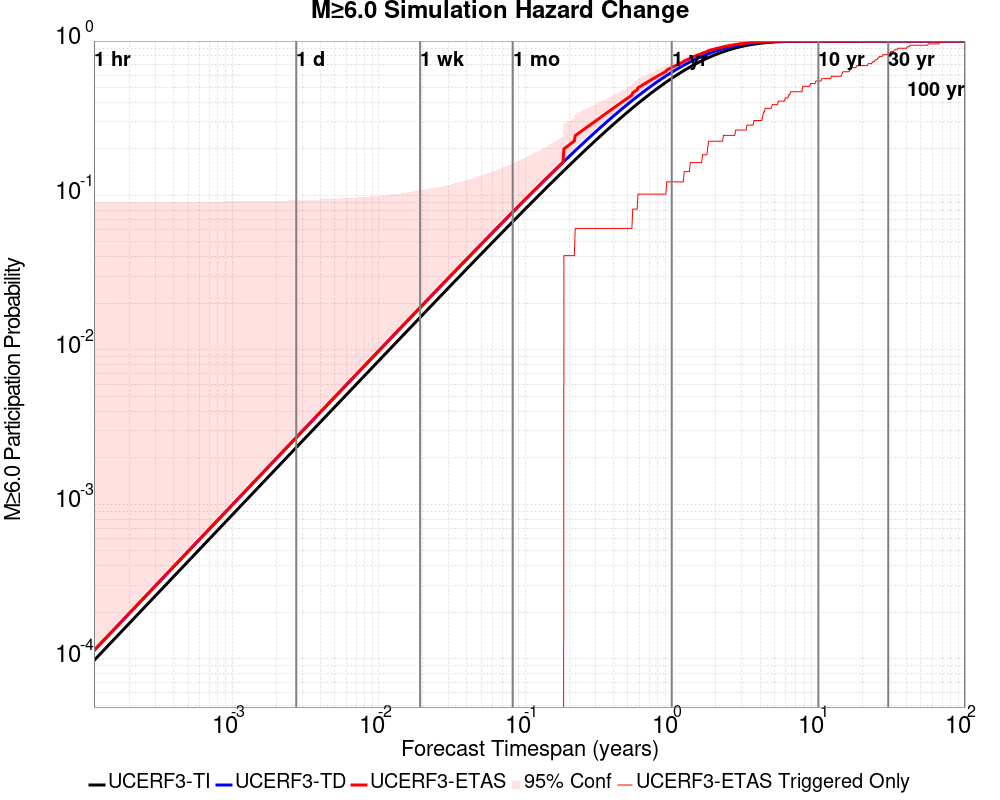 M≥6.0 Simulation Hazard Change
10^0
1 hr
1 d
1 wk
1 mo
1 yr
10 yr
30 yr
100 yr
10^-1
10^-2
10^-3
10^-4
M≥6.0 Participation Probability
10^-3
10^-2
10^-1
10^0
10^1
10^2
Forecast Timespan (years)
UCERF3-TI UCERF3-TD UCERF3-ETAS 95% Conf UCERF3-ETAS Triggered Only